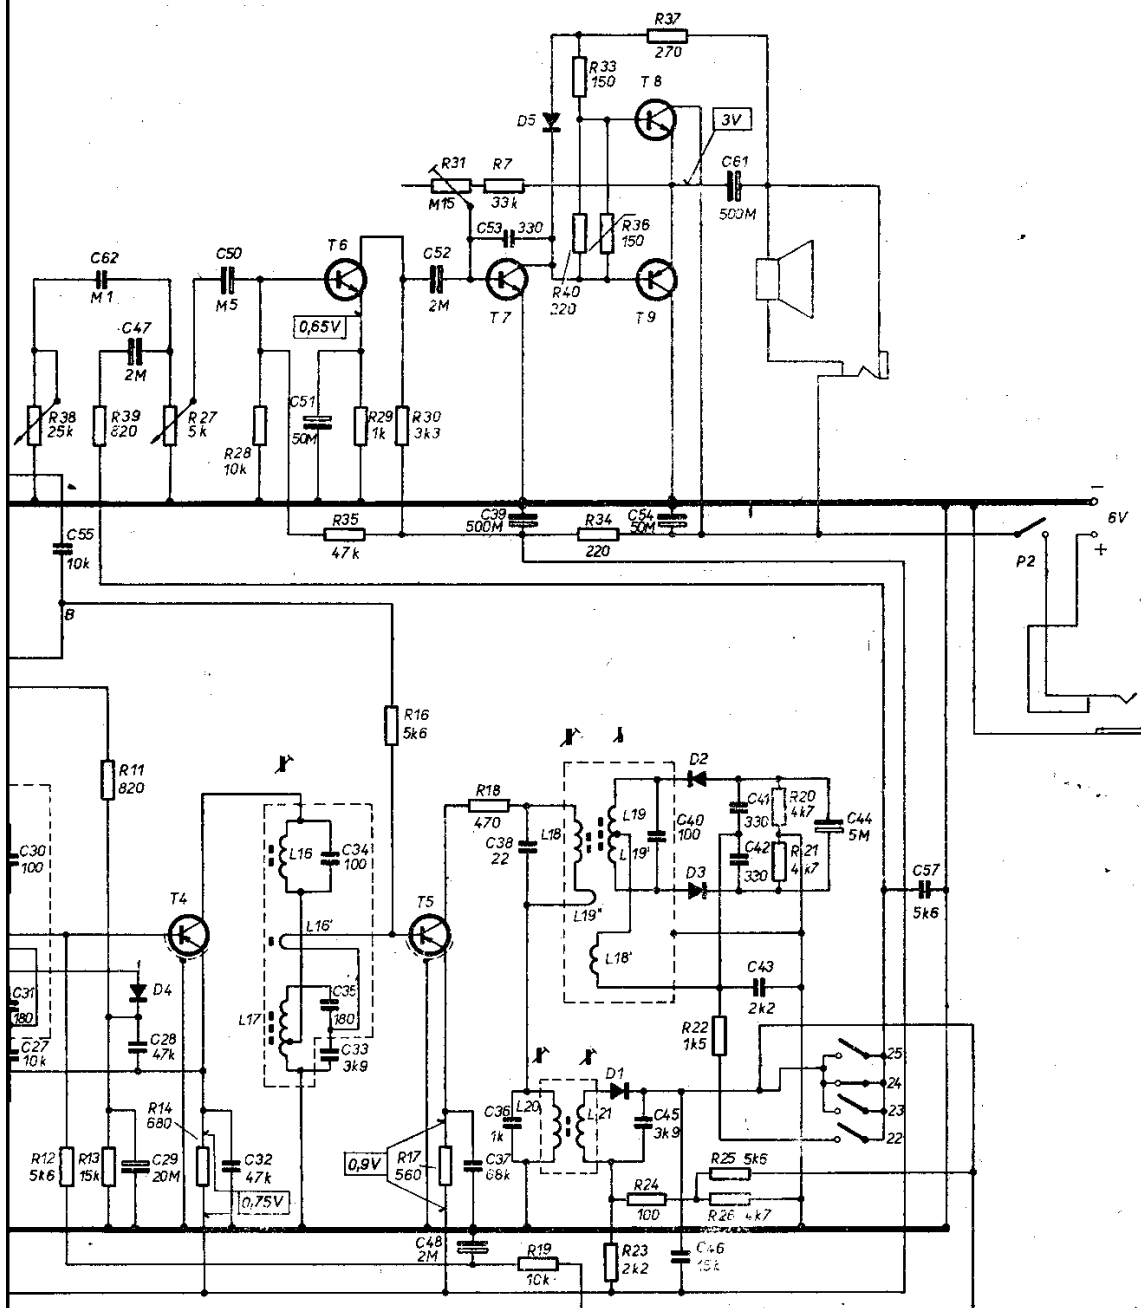 R37
270
R33
150
T8
D5
3V
R31
M15
R7
33k
C61
500M
C53 330
R36
150
C62
M1
C50
M5
T6
C52
2M
R40
220
T7
T9
0,65V
C47
2M
R38
25k
R39
820
R27
5k
C51
50M
R29
1k
R30
3k3
R28
10k
C39
500M
C54
50M
R35
47k
R34
220
6V
−
+
P2
C55
10k
B
R16
5k6
R11
820
R18
470
D2
C38
22
L18
L19
L19'
C40
100
C41
330
R20
4k7
C44
5M
C42
330
R21
4k7
D3
C30
100
L16
C34
100
C57
5k6
T4
T5
L16'
L19"
L18'
C43
2k2
C31
180
D4
L17
C35
180
R22
1k5
C27
10k
C28
47k
C33
3k9
D1
25
24
23
22
R14
680
C36
1k
L20
L21
C45
3k9
R12
5k6
R13
15k
C29
20M
C32
47k
0,75V
0,9V
R17
560
C37
68k
R25 5k6
R24
100
R26 4k7
C48
2M
R19
10k
R23
2k2
C46
15k